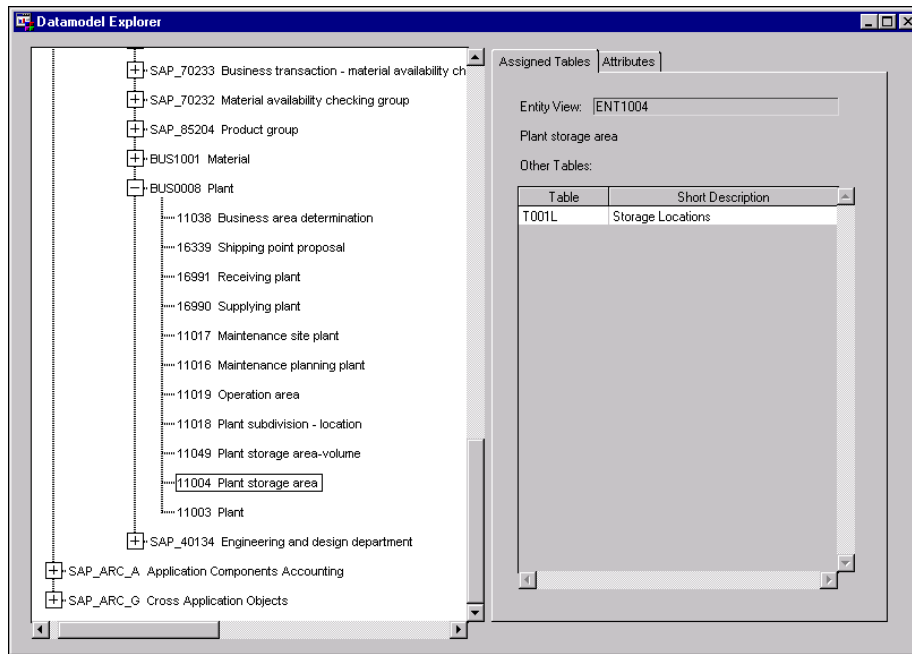 Datamodel Explorer
SAP_70233 Business transaction - material availability ch
SAP_70232 Material availability checking group
SAP_85204 Product group
BUS1001 Material
BUS0008 Plant
11038 Business area determination
16339 Shipping point proposal
16991 Receiving plant
16990 Supplying plant
11017 Maintenance site plant
11016 Maintenance planning plant
11019 Operation area
11018 Plant subdivision - location
11049 Plant storage area-volume
11004 Plant storage area
11003 Plant
SAP_40134 Engineering and design department
SAP_ARC_A Application Components Accounting
SAP_ARC_G Cross Application Objects
Assigned Tables Attributes
Entity View: ENT1004
Plant storage area
Other Tables:
Table Short Description
T001L Storage Locations